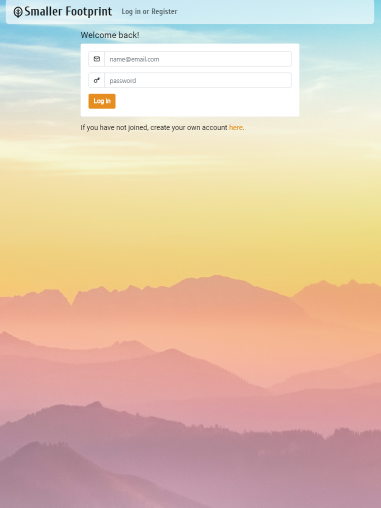 Smaller Footprint
Log in or Register
Welcome back!
name@email.com
password
Log in
If you have not joined, create your own account here.